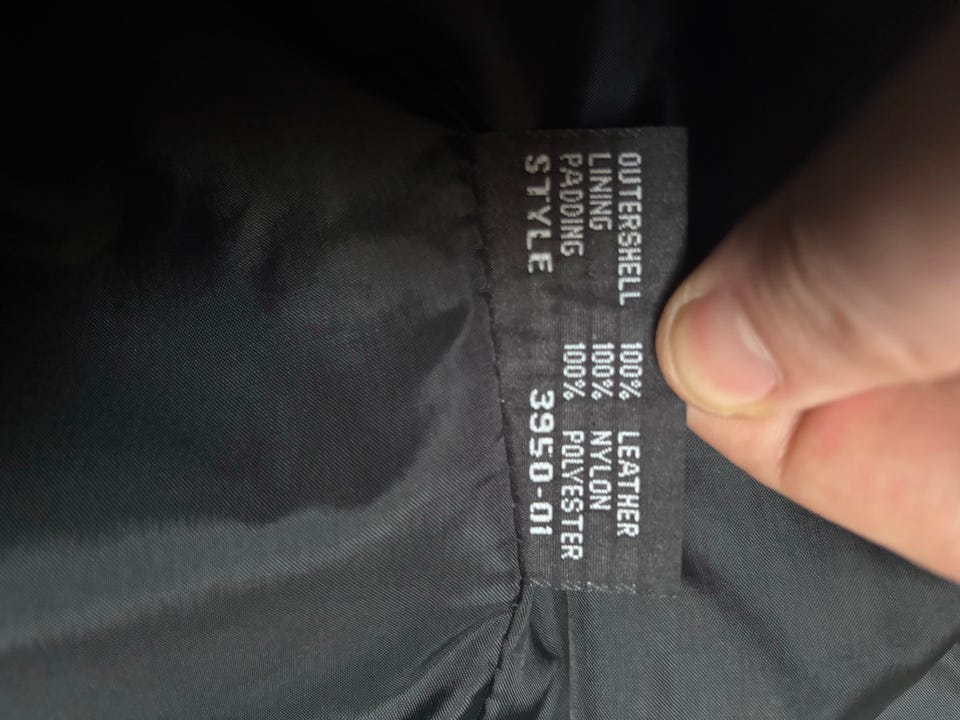 OUTERSHELL 100% LEATHER
LINING 100% NYLON
PADDING 100% POLYESTER
STYLE 3950-01